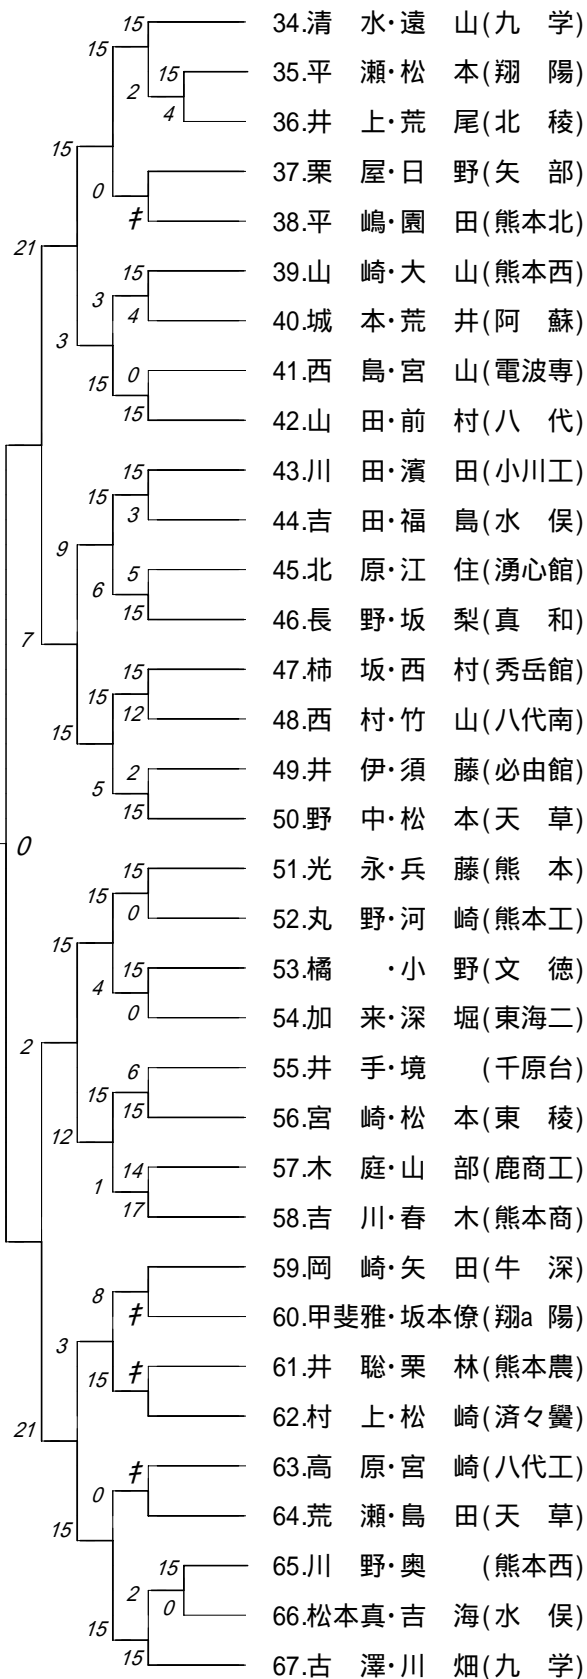 15 34.清 水・遠 山(九 学)
15
15 35.平 瀬・松 本(翔 陽)
2
4 36.井 上・荒 尾(北 稜)
15
37.栗 屋・日 野(矢 部)
0
≠ 38.平 嶋・園 田(熊本北)
21
15 39.山 崎・大 山(熊本西)
3
4 40.城 本・荒 井(阿 蘇)
3
0 41.西 島・宮 山(電波専)
15
15 42.山 田・前 村(八 代)
15 43.川 田・濱 田(小川工)
15
3 44.吉 田・福 島(水 俣)
9
5 45.北 原・江 住(湧心館)
6
15 46.長 野・坂 梨(真 和)
7
15 47.柿 坂・西 村(秀岳館)
15
12 48.西 村・竹 山(八代南)
15
2 49.井 伊・須 藤(必由館)
5
15 50.野 中・松 本(天 草)
0
15 51.光 永・兵 藤(熊 本)
15
0 52.丸 野・河 崎(熊本工)
15
15 53.橘 ・小 野(文 徳)
4
0 54.加 来・深 堀(東海二)
2
6 55.井 手・境 (千原台)
15
15 56.宮 崎・松 本(東 稜)
12
14 57.木 庭・山 部(鹿商工)
1
17 58.吉 川・春 木(熊本商)
59.岡 崎・矢 田(牛 深)
8
≠ 60.甲斐雅・坂本僚(翔a 陽)
3
≠ 61.井 聡・栗 林(熊本農)
15
62.村 上・松 崎(済々黌)
21
≠ 63.高 原・宮 崎(八代工)
0
64.荒 瀬・島 田(天 草)
15
15 65.川 野・奥 (熊本西)
2
0 66.松本真・吉 海(水 俣)
15
15 67.古 澤・川 畑(九 学)